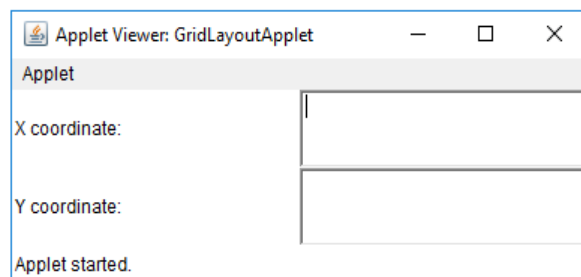 Applet Viewer: GridLayoutApplet
Applet
X coordinate:
Y coordinate:
Applet started.